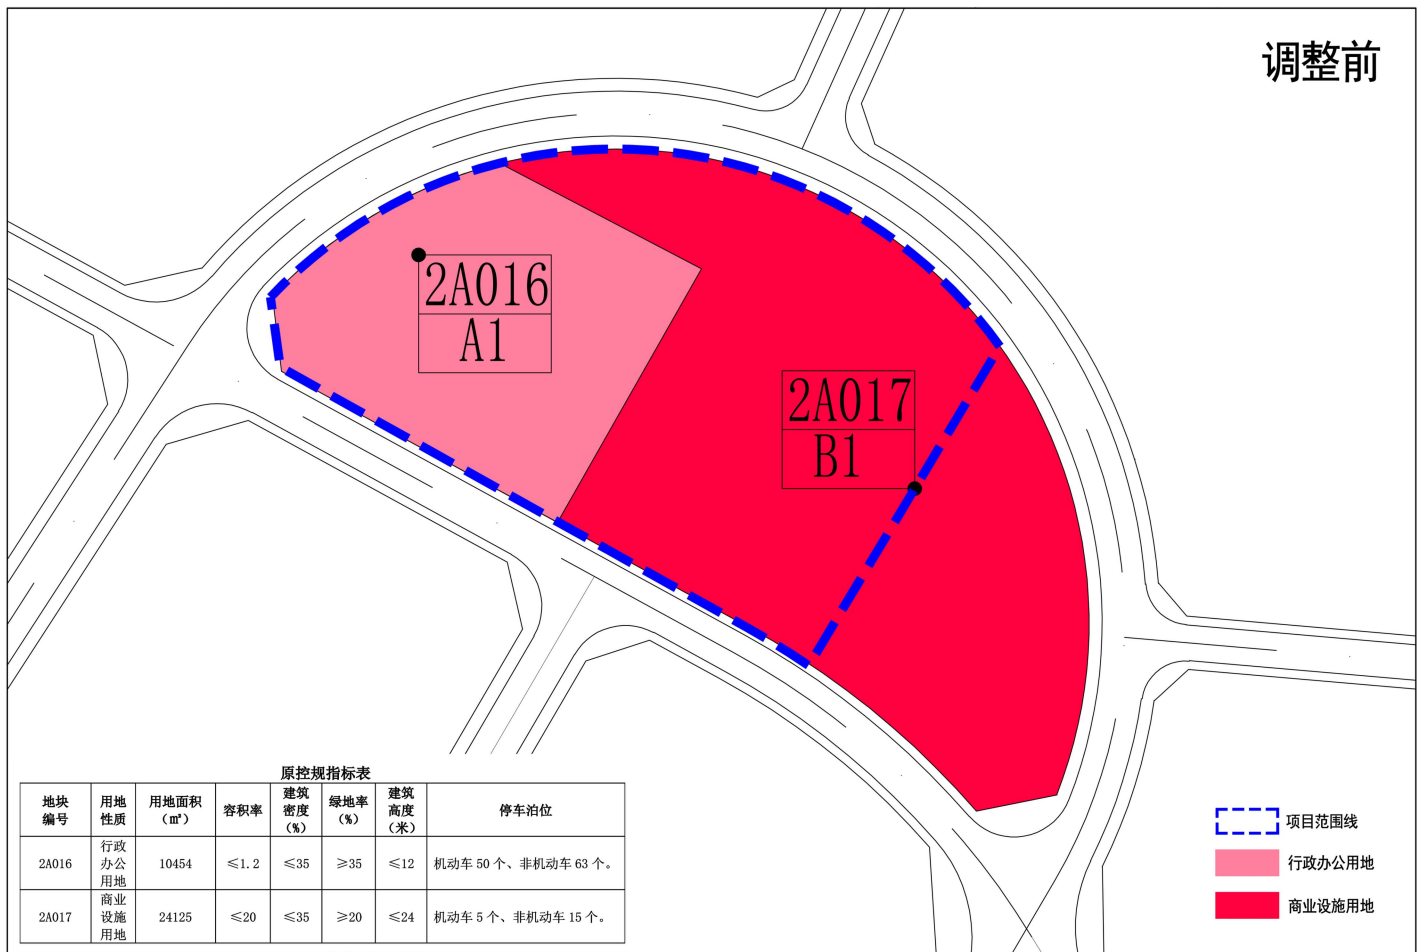 调整前
2A016
A1
2A017
B1
原控规指标表
地块编号 用地性质 用地面积（㎡） 容积率 建筑密度（%） 绿地率（%） 建筑高度（米） 停车泊位
2A016 行政办公用地 10454 ≤1.2 ≤35 ≥35 ≤12 机动车 50 个、非机动车 63 个。
2A017 商业设施用地 24125 ≤20 ≤35 ≥20 ≤24 机动车 5 个、非机动车 15 个。
项目范围线
行政办公用地
商业设施用地